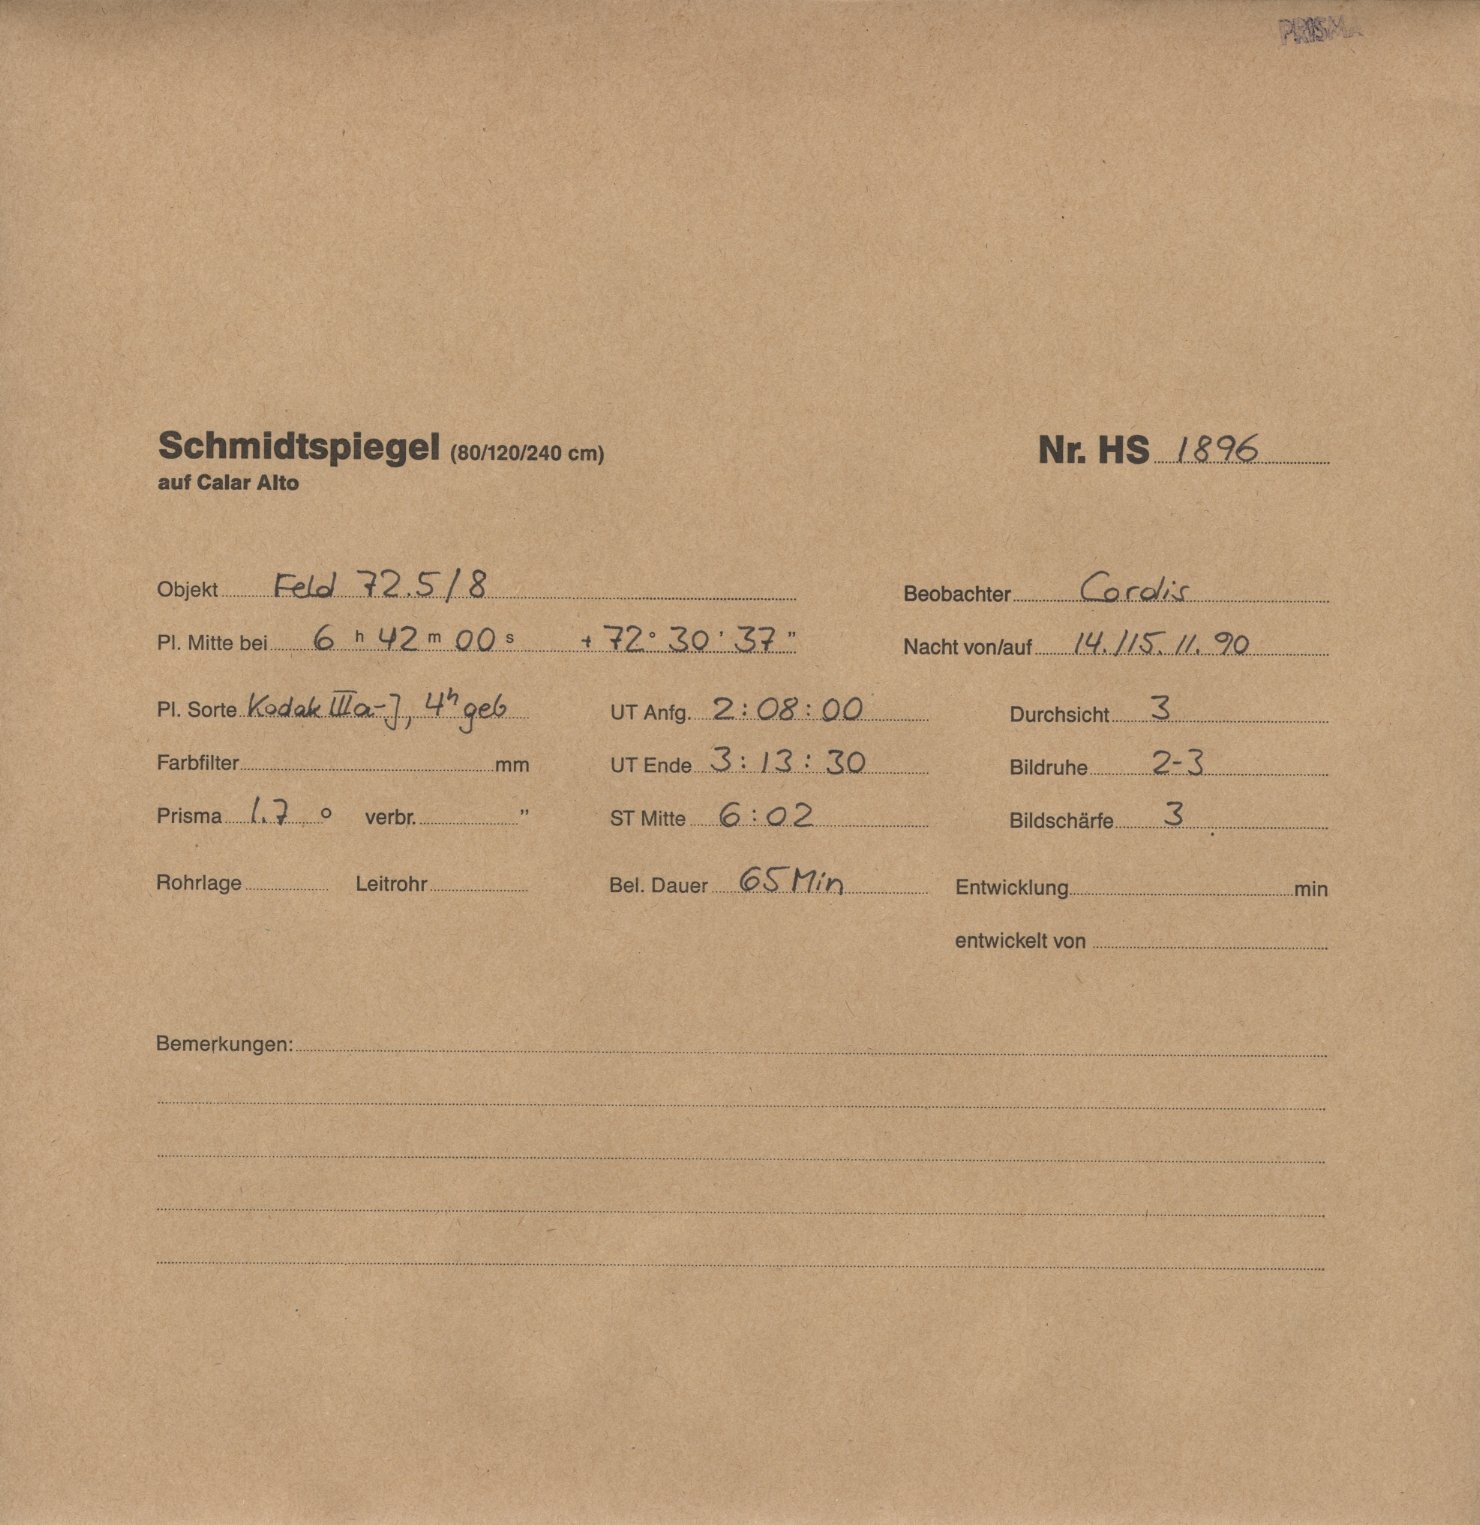 PRISMA
Schmidtspiegel (80/120/240 cm) Nr. HS 1896
auf Calar Alto
Objekt Feld 72.5/8 Beobachter Cordis
Pl. Mitte bei 6 h 42 m 00 s + 72° 30' 37" Nacht von/auf 14./15. 11. 90
Pl. Sorte Kodak IIIa-J, 4h geb UT Anfg. 2:08:00 Durchsicht 3
Farbfilter mm UT Ende 3:13:30 Bildruhe 2-3
Prisma 1.7 ° verbr. " ST Mitte 6:02 Bildschärfe 3
Rohrlage Leitrohr Bel. Dauer 65 Min Entwicklung min
entwickelt von
Bemerkungen: